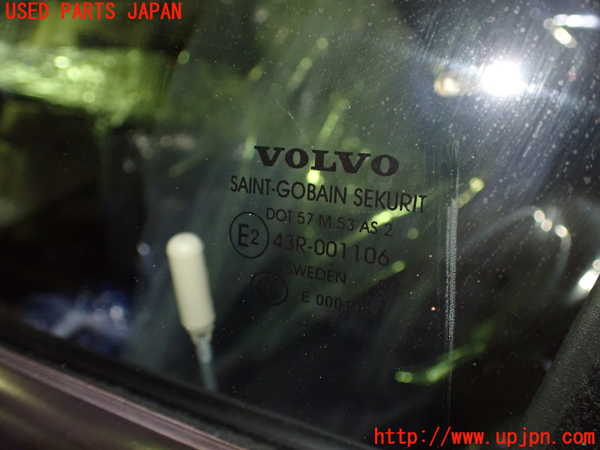 USED PARTS JAPAN
VOLVO
SAINT-GOBAIN SEKURIT
DOT 57 M 53 AS 2
E2 43R-001106
SWEDEN
E
http://www.upjpn.com/